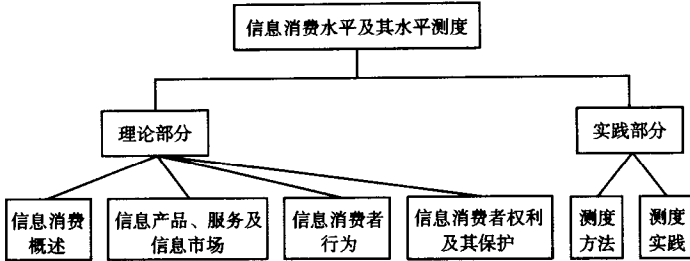 信息消费水平及其水平测度
理论部分
实践部分
信息消费
概述
信息产品、服务及
信息市场
信息消费者
行为
信息消费者权利
及其保护
测度
方法
测度
实践